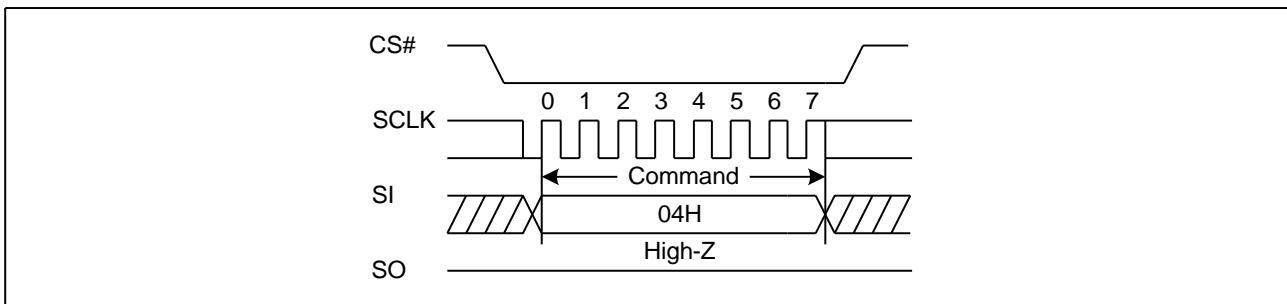 CS#
0 1 2 3 4 5 6 7
SCLK
Command
SI
04H
High-Z
SO